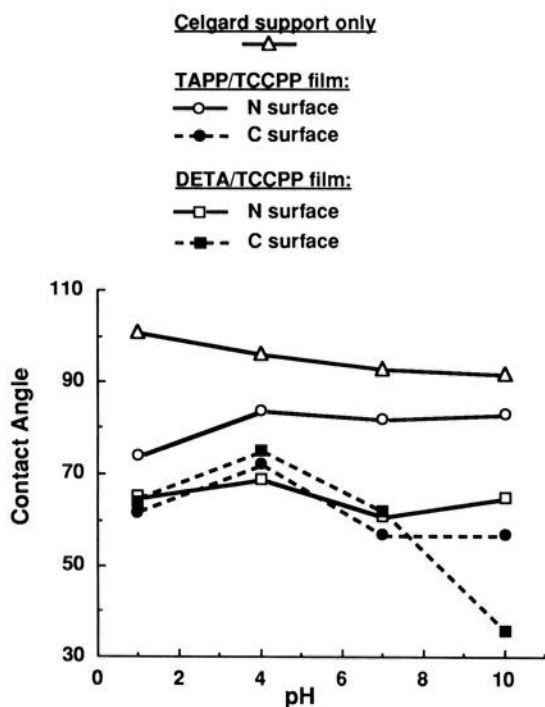 Celgard support only
TAPP/TCCPP film:
N surface
C surface
DETA/TCCPP film:
N surface
C surface
110
90
70
50
30
Contact Angle
0 2 4 6 8 10
pH